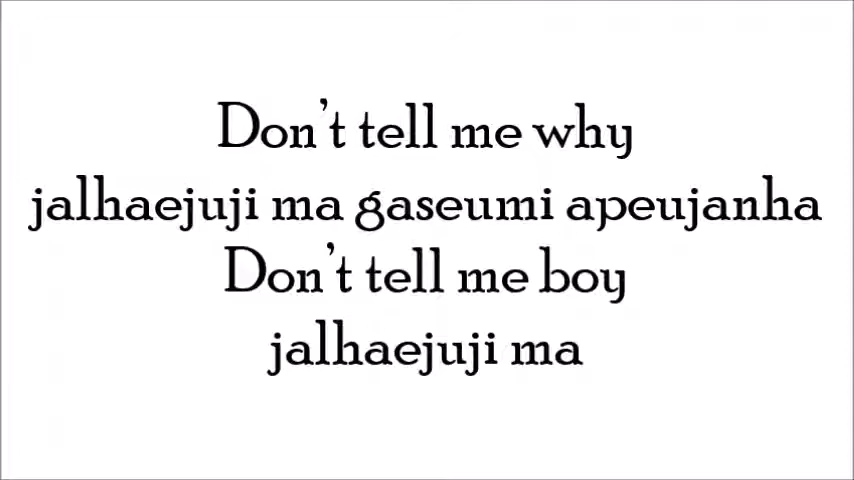 Don't tell me why
jalhaejuji ma gaseumi apeujanha
Don't tell me boy
jalhaejuji ma